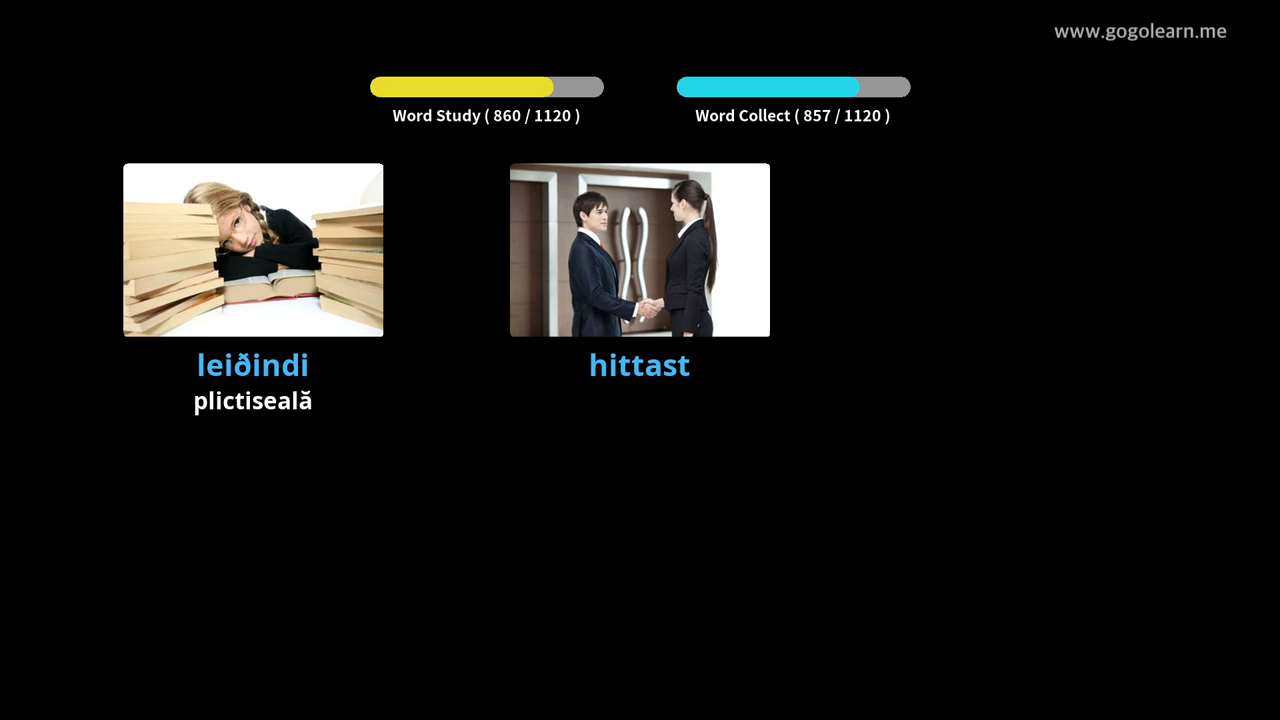 www.gogolearn.me
Word Study ( 860 / 1120 )
Word Collect ( 857 / 1120 )
leiðindi
hittast
plictiseală